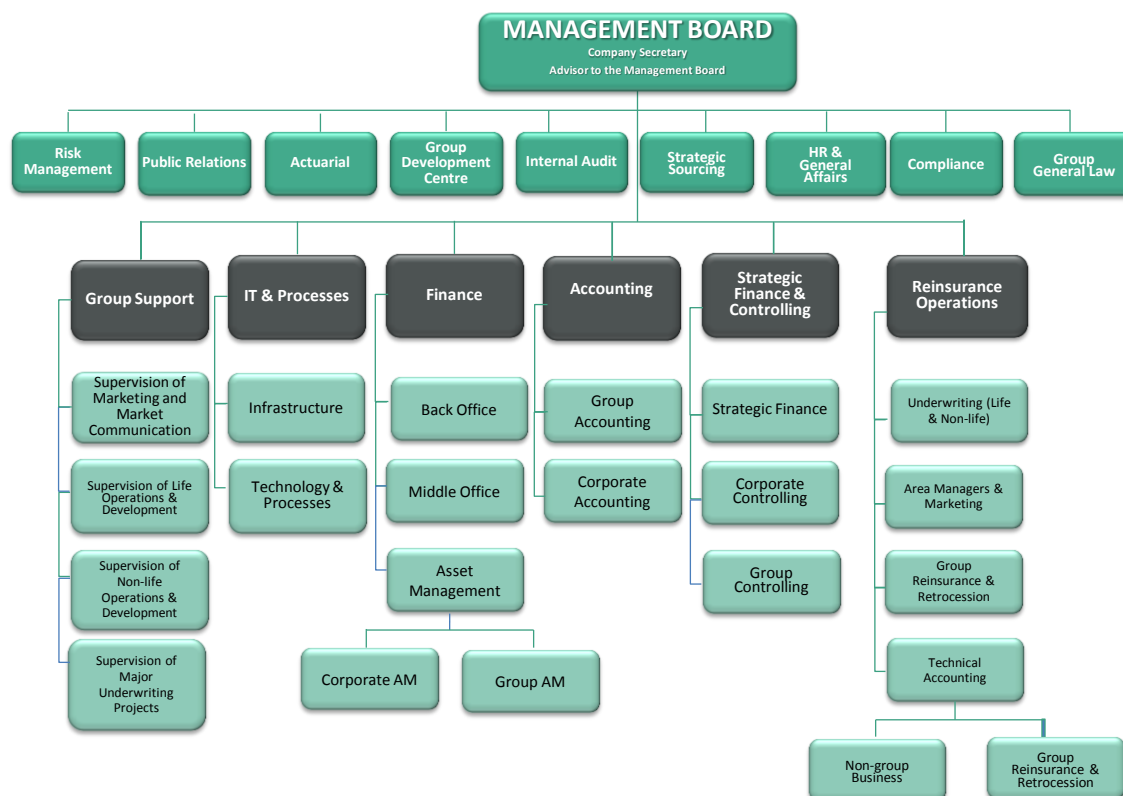 MANAGEMENT BOARD
Company Secretary
Advisor to the Management Board
Risk
Management
Public Relations
Actuarial
Group
Development
Centre
Internal Audit
Strategic
Sourcing
HR &
General
Affairs
Compliance
Group
General Law
Group Support
IT & Processes
Finance
Accounting
Strategic
Finance &
Controlling
Reinsurance
Operations
Supervision of
Marketing and
Market
Communication
Infrastructure
Back Office
Group
Accounting
Strategic Finance
Underwriting (Life
& Non-life)
Supervision of Life
Operations &
Development
Technology &
Processes
Middle Office
Corporate
Accounting
Corporate
Controlling
Area Managers &
Marketing
Supervision of
Non-life
Operations &
Development
Asset
Management
Group
Controlling
Group
Reinsurance &
Retrocession
Supervision of
Major
Underwriting
Projects
Corporate AM
Group AM
Technical
Accounting
Non-group
Business
Group
Reinsurance &
Retrocession